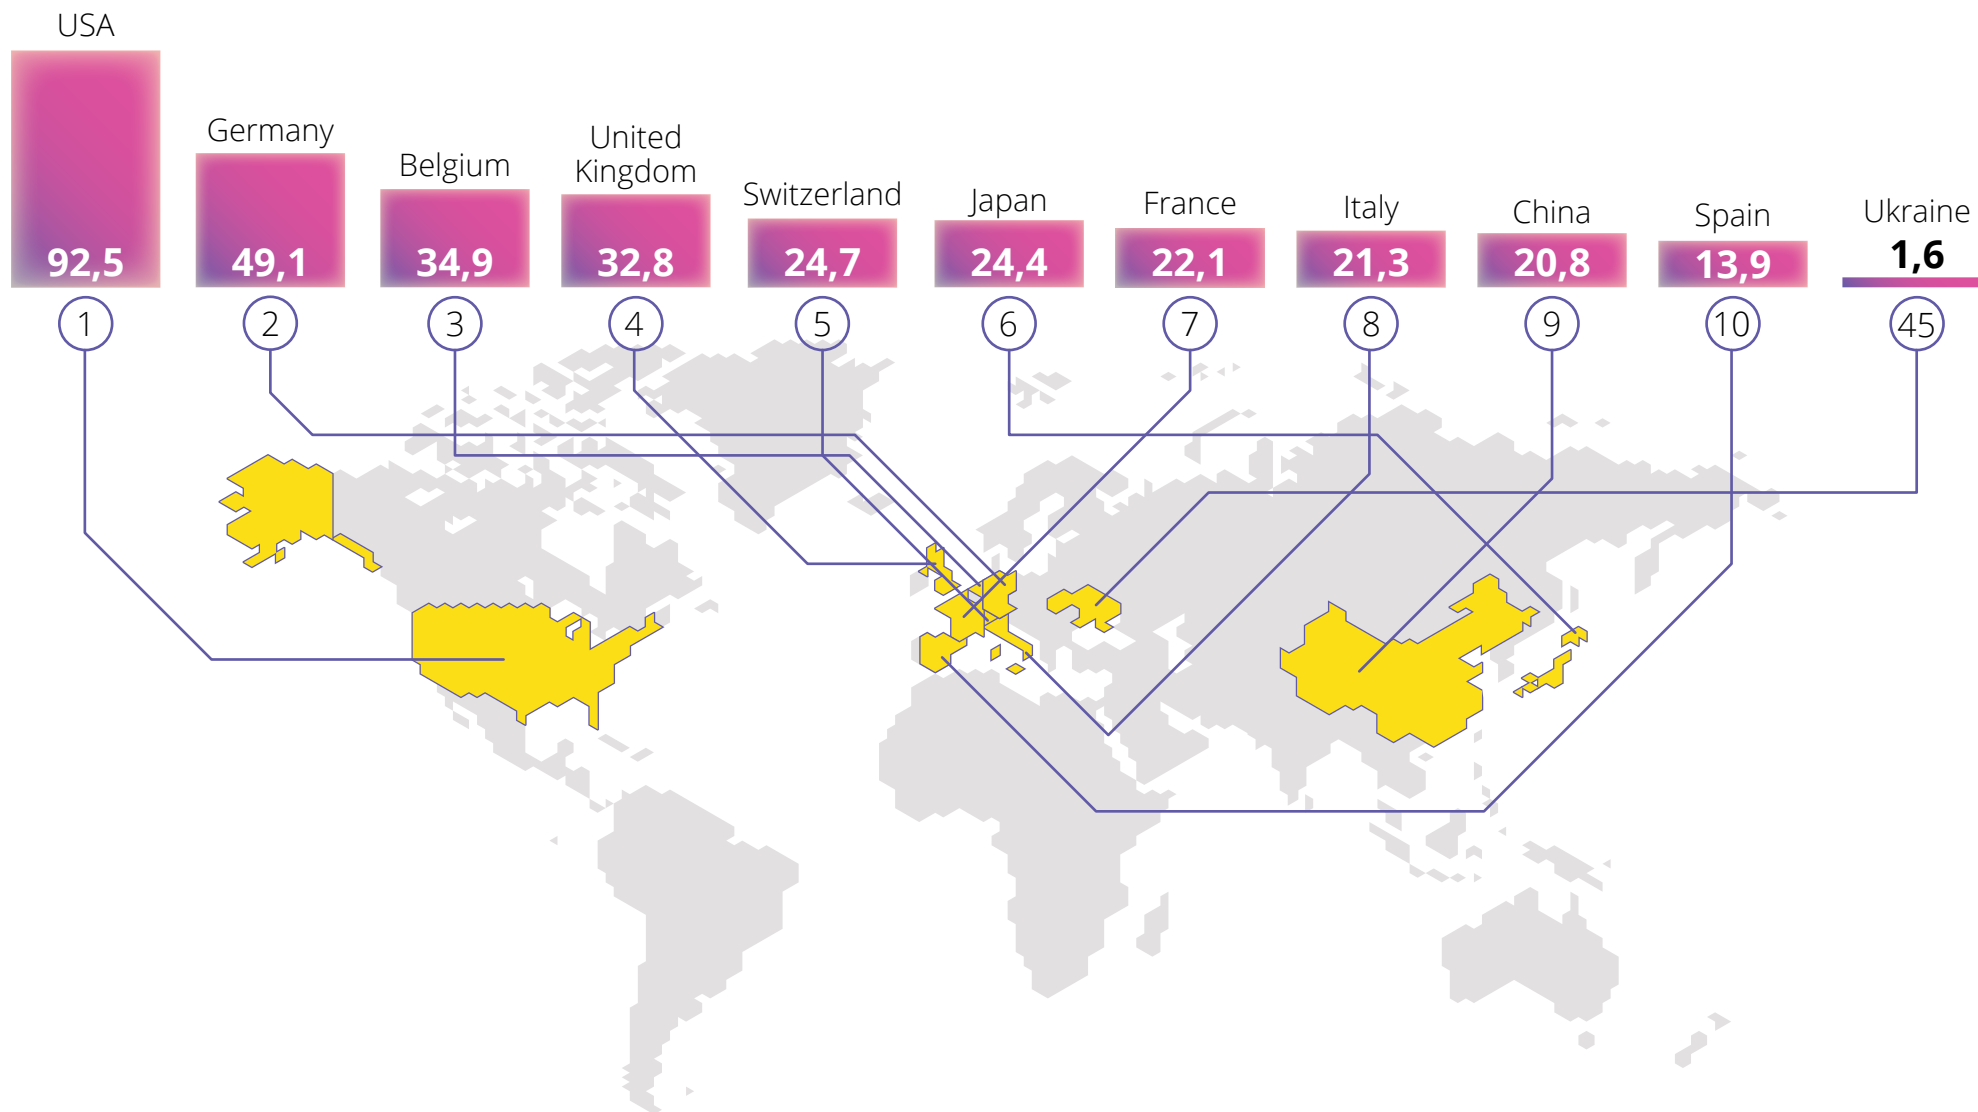 USA
92,5
1
Germany
49,1
2
Belgium
34,9
3
United
Kingdom
32,8
4
Switzerland
24,7
5
Japan
24,4
6
France
22,1
7
Italy
21,3
8
China
20,8
9
Spain
13,9
10
Ukraine
1,6
45